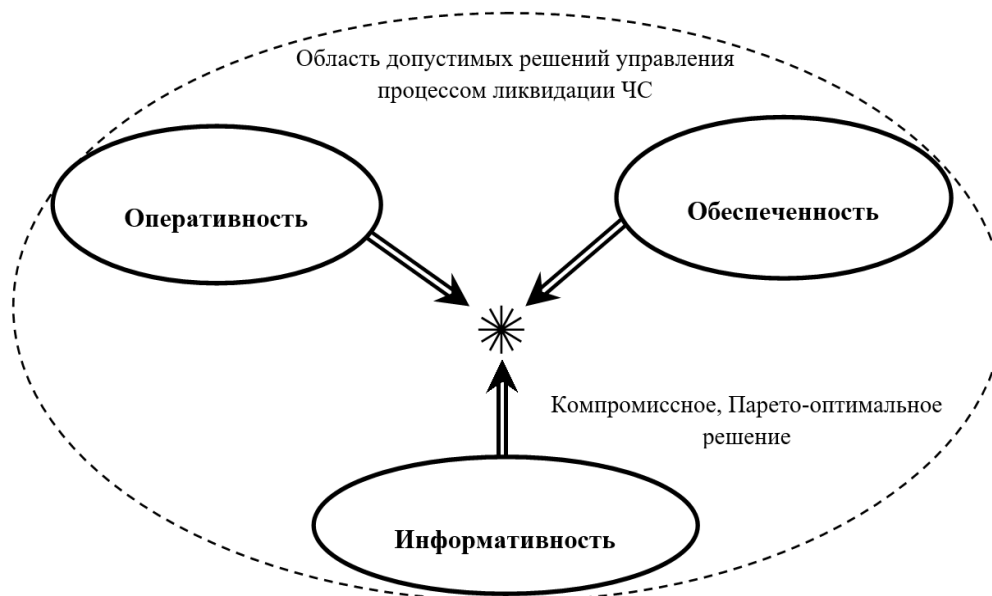 Область допустимых решений управления
процессом ликвидации ЧС
Оперативность
Обеспеченность
Компромиссное, Парето-оптимальное
решение
Информативность